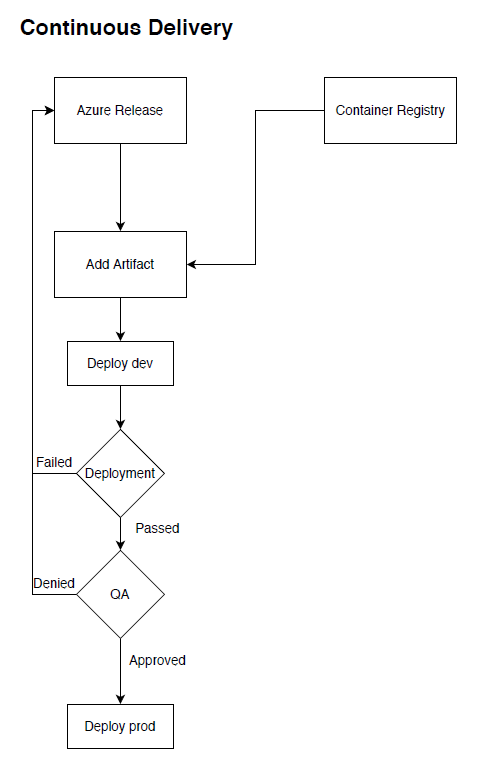 Continuous Delivery
Azure Release
Container Registry
Add Artifact
Deploy dev
Failed
Deployment
Passed
Denied
QA
Approved
Deploy prod